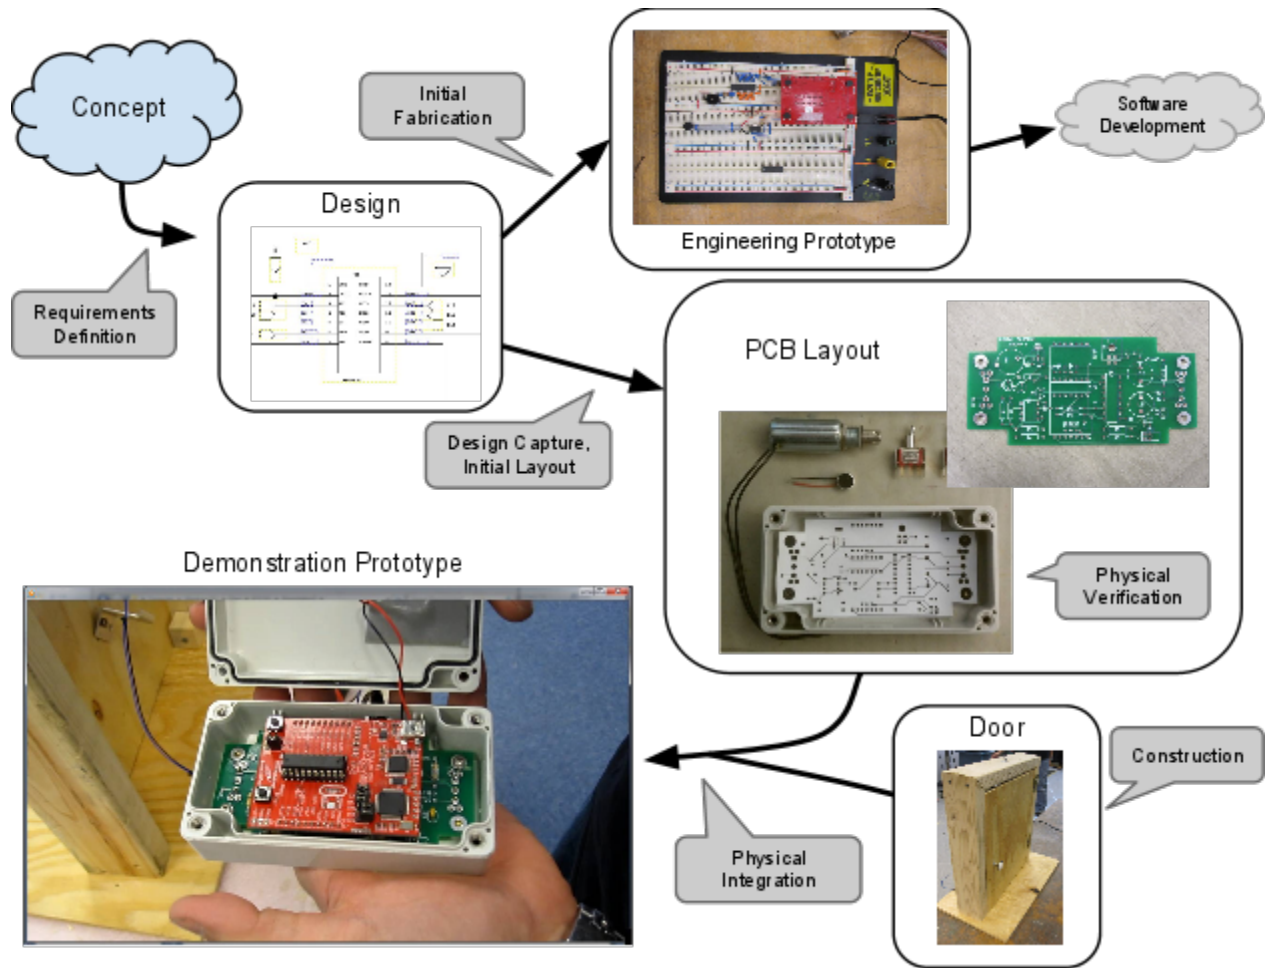 Concept
Initial
Fabrication
Software
Development
Design
Engineering Prototype
Requirements
Definition
PCB Layout
Design Capture,
Initial Layout
Demonstration Prototype
Physical
Verification
Door
Construction
Physical
Integration